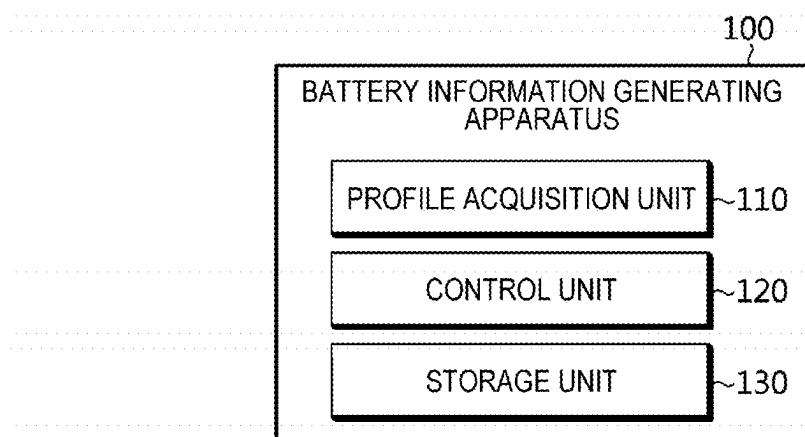 100
BATTERY INFORMATION GENERATING
APPARATUS
PROFILE ACQUISITION UNIT 110
CONTROL UNIT 120
STORAGE UNIT 130